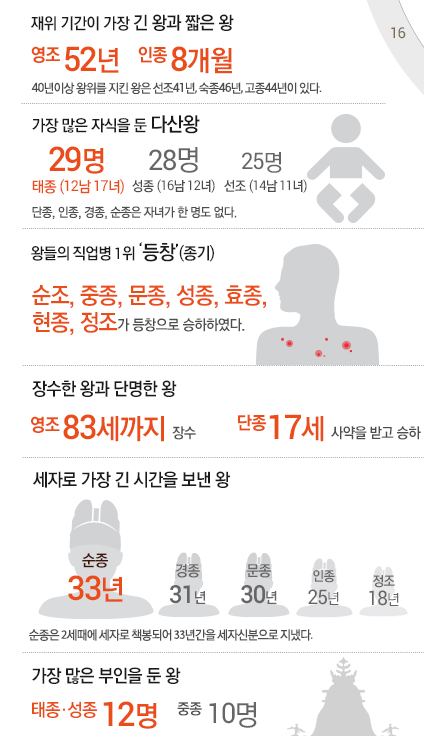 재위 기간이 가장 긴 왕과 짧은 왕
16
영조 52년 인종 8개월
40년이상 왕위를 지킨 왕은 선조41년, 숙종46년, 고종44년이 있다.
가장 많은 자식을 둔 다산왕
29명 28명 25명
태종 (12남 17녀) 성종 (16남 12녀) 선조 (14남 11녀)
단종, 인종, 경종, 순종은 자녀가 한 명도 없다.
왕들의 직업병 1위 '등창'(종기)
순조, 중종, 문종, 성종, 효종,
현종, 정조가 등창으로 승하하였다.
장수한 왕과 단명한 왕
영조 83세까지 장수 단종 17세 사약을 받고 승하
세자로 가장 긴 시간을 보낸 왕
순종 경종 문종 인종 정조
33년 31년 30년 25년 18년
순종은 2세때에 세자로 책봉되어 33년간을 세자신분으로 지냈다.
가장 많은 부인을 둔 왕
태종·성종 12명 중종 10명